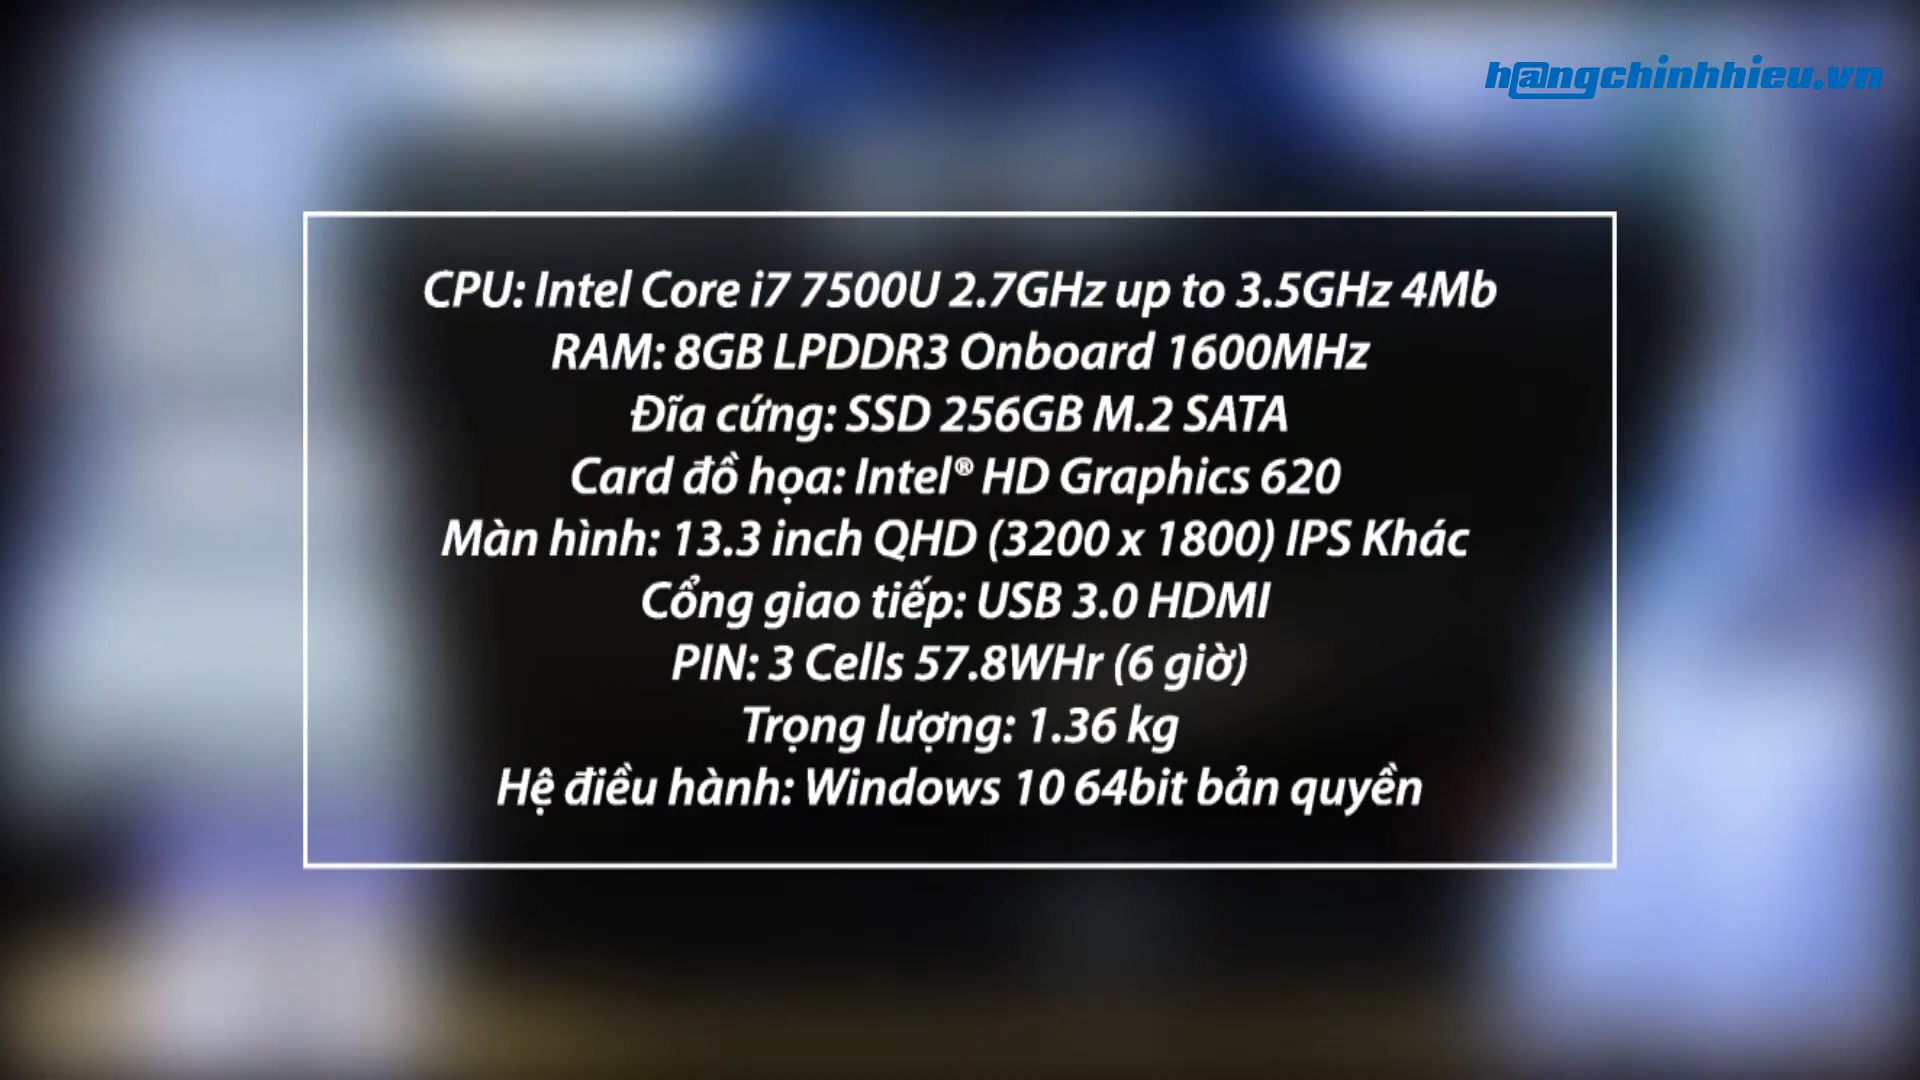 h@ngchinhhieu.vn
CPU: Intel Core i7 7500U 2.7GHz up to 3.5GHz 4Mb
RAM: 8GB LPDDR3 Onboard 1600MHz
Đĩa cứng: SSD 256GB M.2 SATA
Card đồ họa: Intel® HD Graphics 620
Màn hình: 13.3 inch QHD (3200 x 1800) IPS Khác
Cổng giao tiếp: USB 3.0 HDMI
PIN: 3 Cells 57.8WHr (6 giờ)
Trọng lượng: 1.36 kg
Hệ điều hành: Windows 10 64bit bản quyền